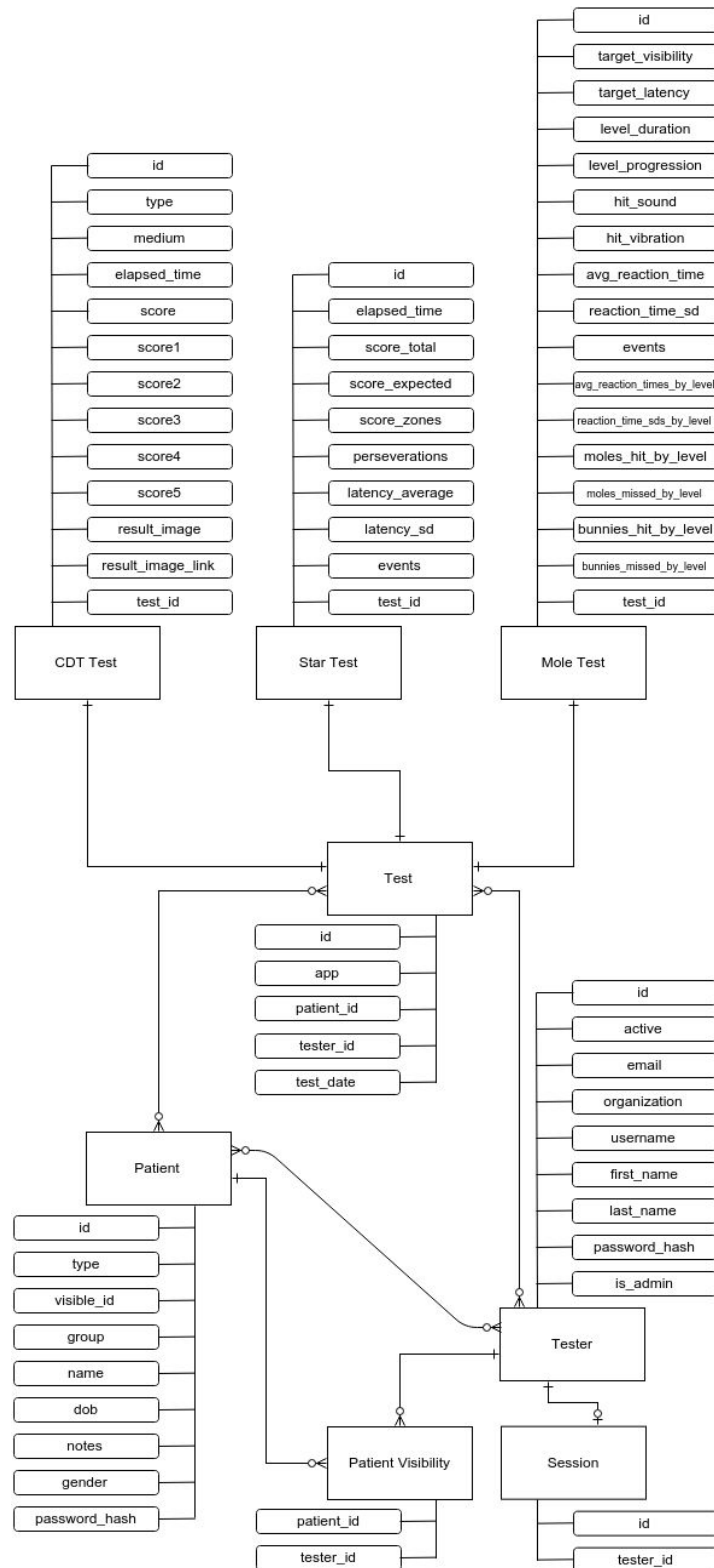 id
type
medium
elapsed_time
score
score1
score2
score3
score4
score5
result_image
result_image_link
test_id
CDT Test
id
elapsed_time
score_total
score_expected
score_zones
perseverations
latency_average
latency_sd
events
test_id
Star Test
id
target_visibility
target_latency
level_duration
level_progression
hit_sound
hit_vibration
avg_reaction_time
reaction_time_sd
events
avg_reaction_times_by_level
reaction_time_sds_by_level
moles_hit_by_level
moles_missed_by_level
bunnies_hit_by_level
bunnies_missed_by_level
test_id
Mole Test
Test
id
app
patient_id
tester_id
test_date
Patient
id
type
visible_id
group
name
dob
notes
gender
password_hash
id
active
email
organization
username
first_name
last_name
password_hash
is_admin
Tester
Patient Visibility
patient_id
tester_id
Session
id
tester_id